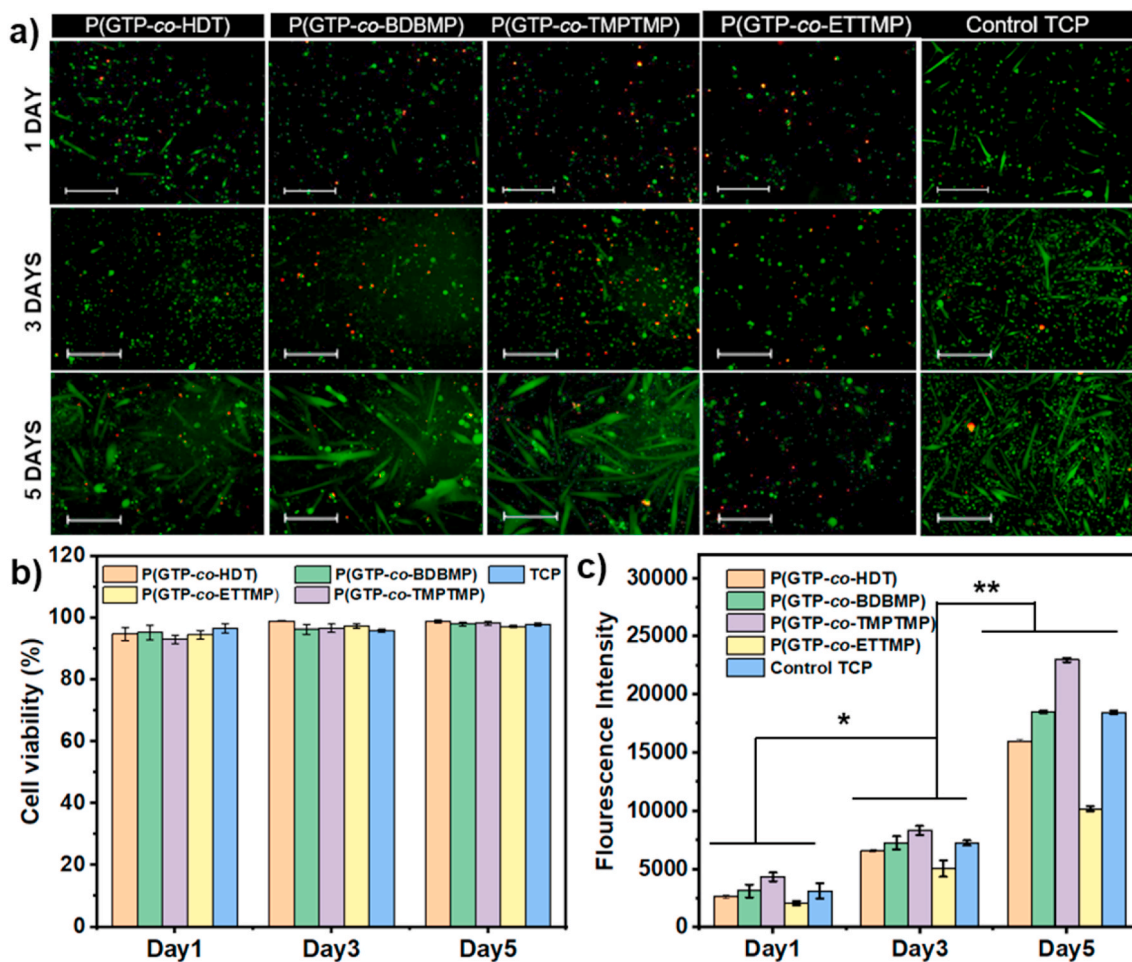 a)
P(GTP-co-HDT) P(GTP-co-BDBMP) P(GTP-co-TMPTMP) P(GTP-co-ETTMP) Control TCP
1 DAY
3 DAYS
5 DAYS
b)
120
100
80
60
40
20
0
Cell viability (%)
P(GTP-co-HDT) P(GTP-co-BDBMP) TCP
P(GTP-co-ETTMP) P(GTP-co-TMPTMP)
Day1 Day3 Day5
c)
30000
25000
20000
15000
10000
5000
0
Flourescence Intensity
P(GTP-co-HDT)
P(GTP-co-BDBMP)
P(GTP-co-TMPTMP)
P(GTP-co-ETTMP)
Control TCP
*
**
Day1 Day3 Day5